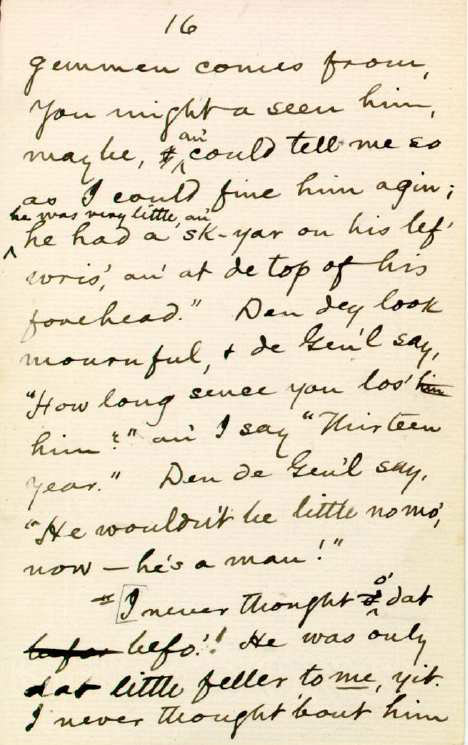 16
gemmen comes from,
you might a seen him,
maybe, & an' could tell me so
as I could fine him agin;
he was very little, an'
he had a sk-yar on his lef'
wris', an' at de top of his
forehead." Den dey look
mournful, & de Gen'l say,
"How long sence you los' him
him?" an' I say "Thirteen
year." Den de Gen'l say,
"He wouldn't be little no mo',
now — he's a man!"
I never thought o' dat
befor befo'! He was only
dat little feller to me, yit.
I never thought 'bout him